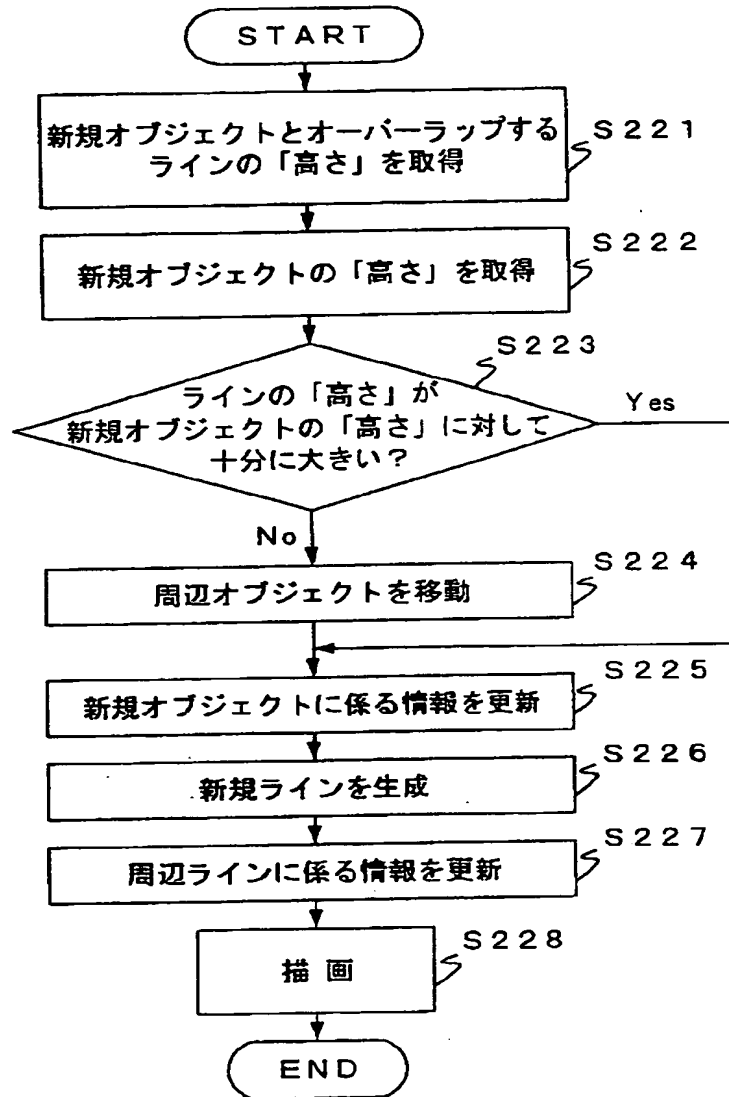 START
新規オブジェクトとオーバーラップする
ラインの「高さ」を取得
S221
新規オブジェクトの「高さ」を取得
S222
S223
ラインの「高さ」が
新規オブジェクトの「高さ」に対して
十分に大きい？
Yes
No
周辺オブジェクトを移動
S224
新規オブジェクトに係る情報を更新
S225
新規ラインを生成
S226
周辺ラインに係る情報を更新
S227
描画
S228
END